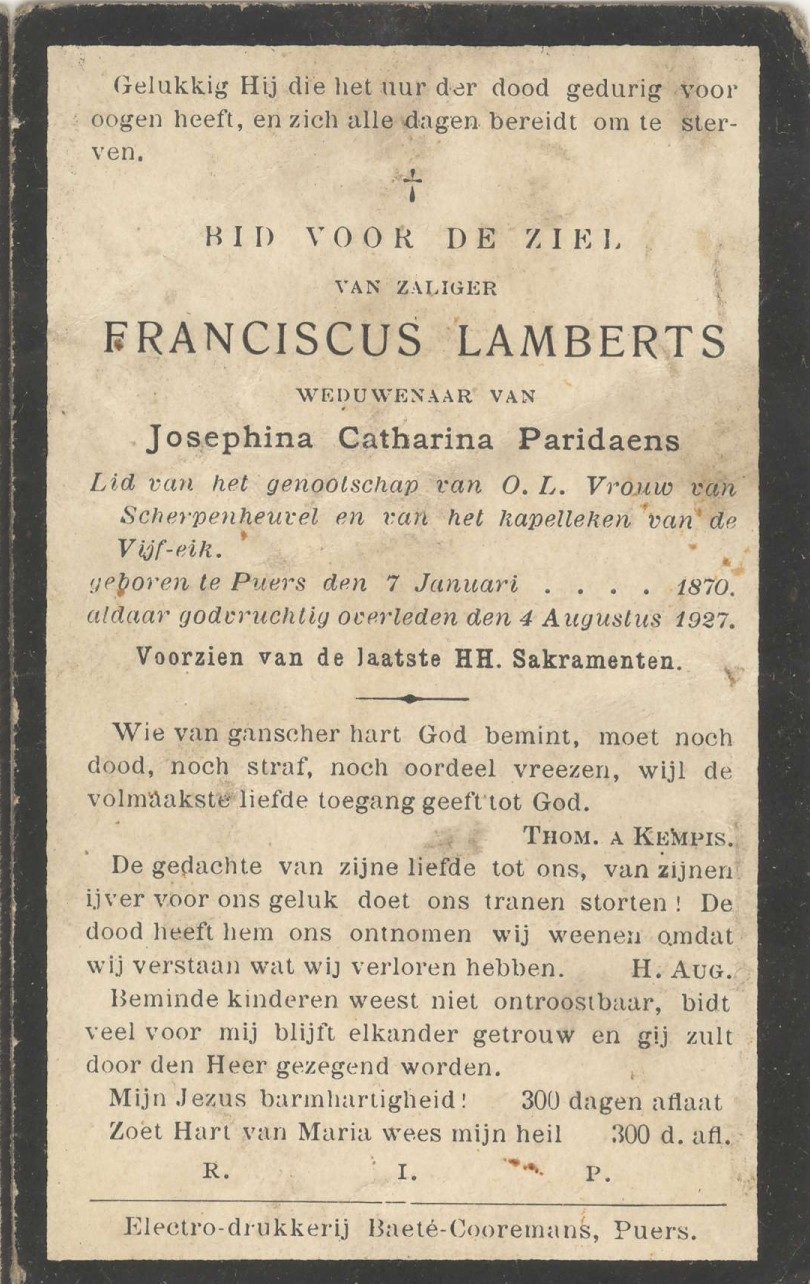 Gelukkig Hij die het uur der dood gedurig voor
oogen heeft, en zich alle dagen bereidt om te ster-
ven.
BID VOOR DE ZIEL
VAN ZALIGER
FRANCISCUS LAMBERTS
WEDUWENAAR VAN
Josephina Catharina Paridaens
Lid van het genootschap van O. L. Vrouw van
Scherpenheuvel en van het kapelleken van de
Vijf-eik.
geboren te Puers den 7 Januari . . . . 1870.
aldaar godvruchtig overleden den 4 Augustus 1927.
Voorzien van de laatste HH. Sakramenten.
Wie van ganscher hart God bemint, moet noch
dood, noch straf, noch oordeel vreezen, wijl de
volmaakste liefde toegang geeft tot God.
THOM. A KEMPIS.
De gedachte van zijne liefde tot ons, van zijnen
ijver voor ons geluk doet ons tranen storten ! De
dood heeft hem ons ontnomen wij weenen omdat
wij verstaan wat wij verloren hebben. H. AUG.
Beminde kinderen weest niet ontroostbaar, bidt
veel voor mij blijft elkander getrouw en gij zult
door den Heer gezegend worden.
Mijn Jezus barmhartigheid ! 300 dagen aflaat
Zoet Hart van Maria wees mijn heil 300 d. afl.
R. I. P.
Electro-drukkerij Baeté-Cooremans, Puers.